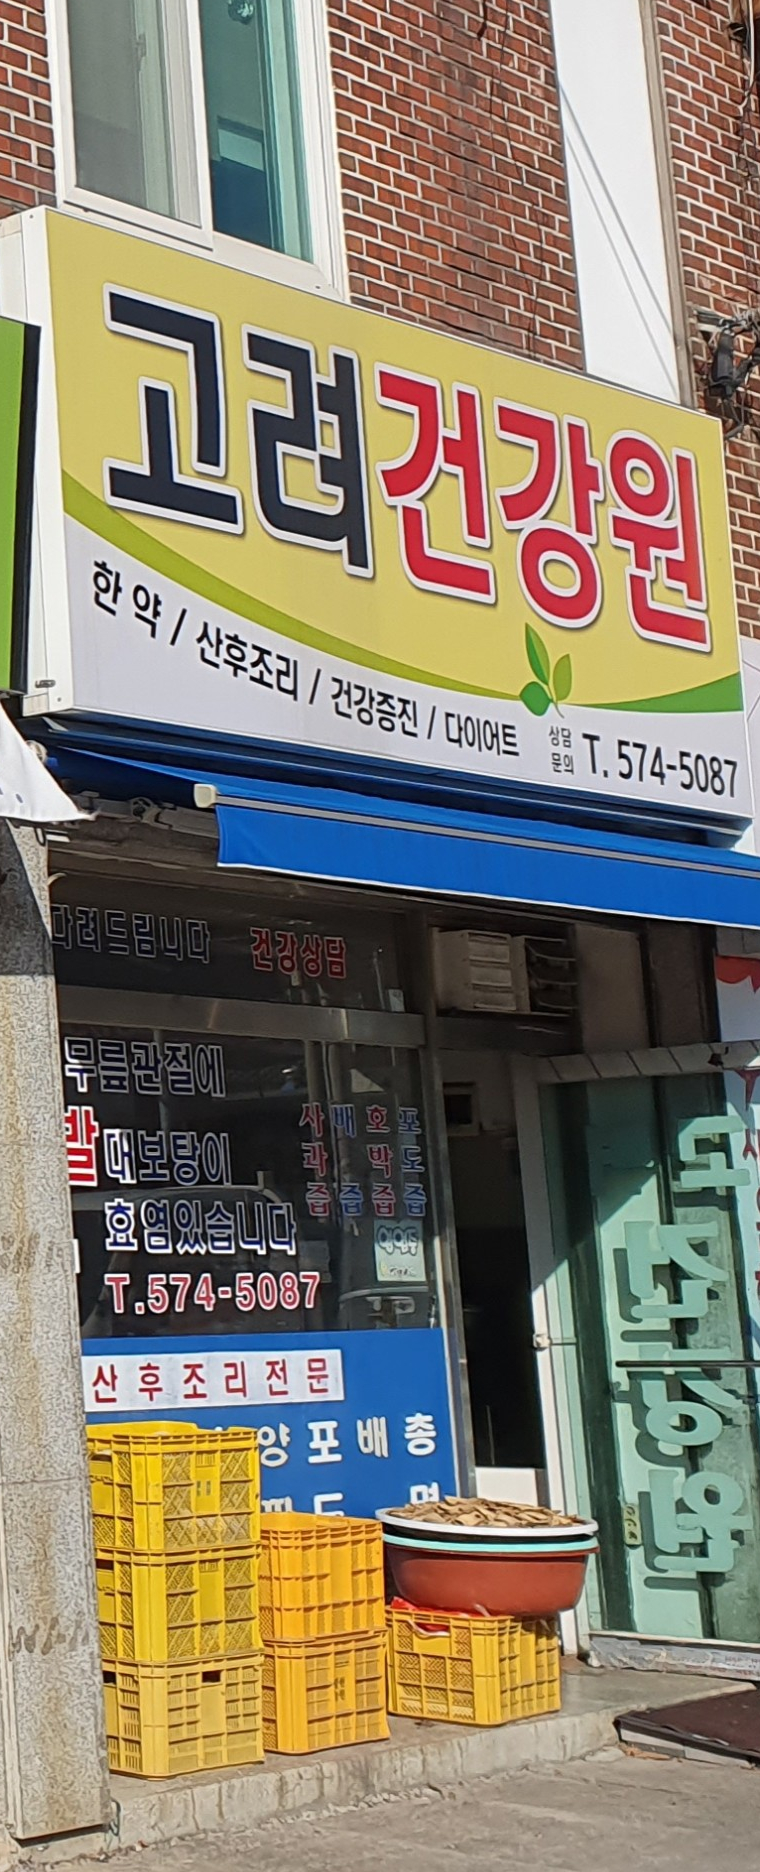 고려건강원
한약 / 산후조리 / 건강증진 / 다이어트
상담
문의
T. 574-5087
다려드립니다 건강상담
무릎관절에
발 대보탕이
효염있습니다
T.574-5087
사과즙
배즙
호박즙
포도즙
산후조리전문
양 포 배 총